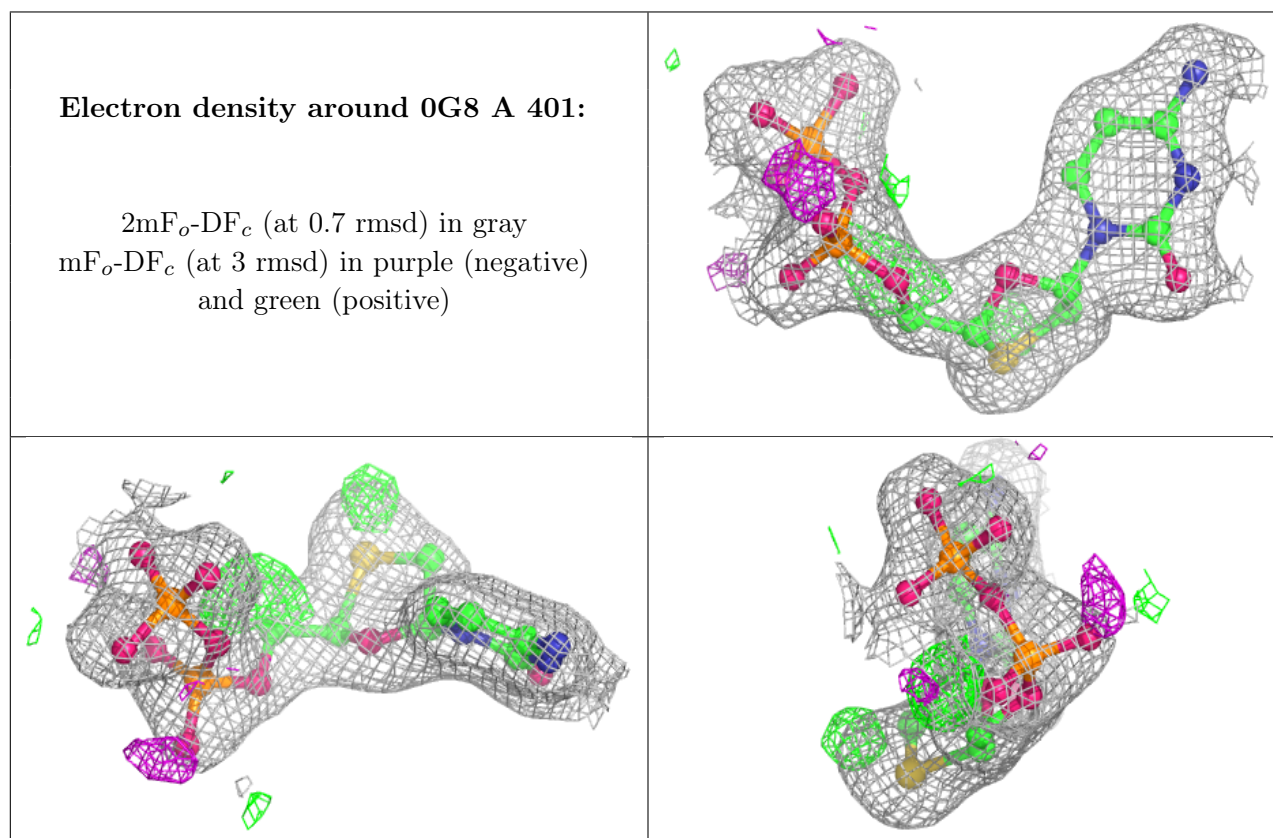 Electron density around 0G8 A 401:
2mFo-DFc (at 0.7 rmsd) in gray
mFo-DFc (at 3 rmsd) in purple (negative)
and green (positive)